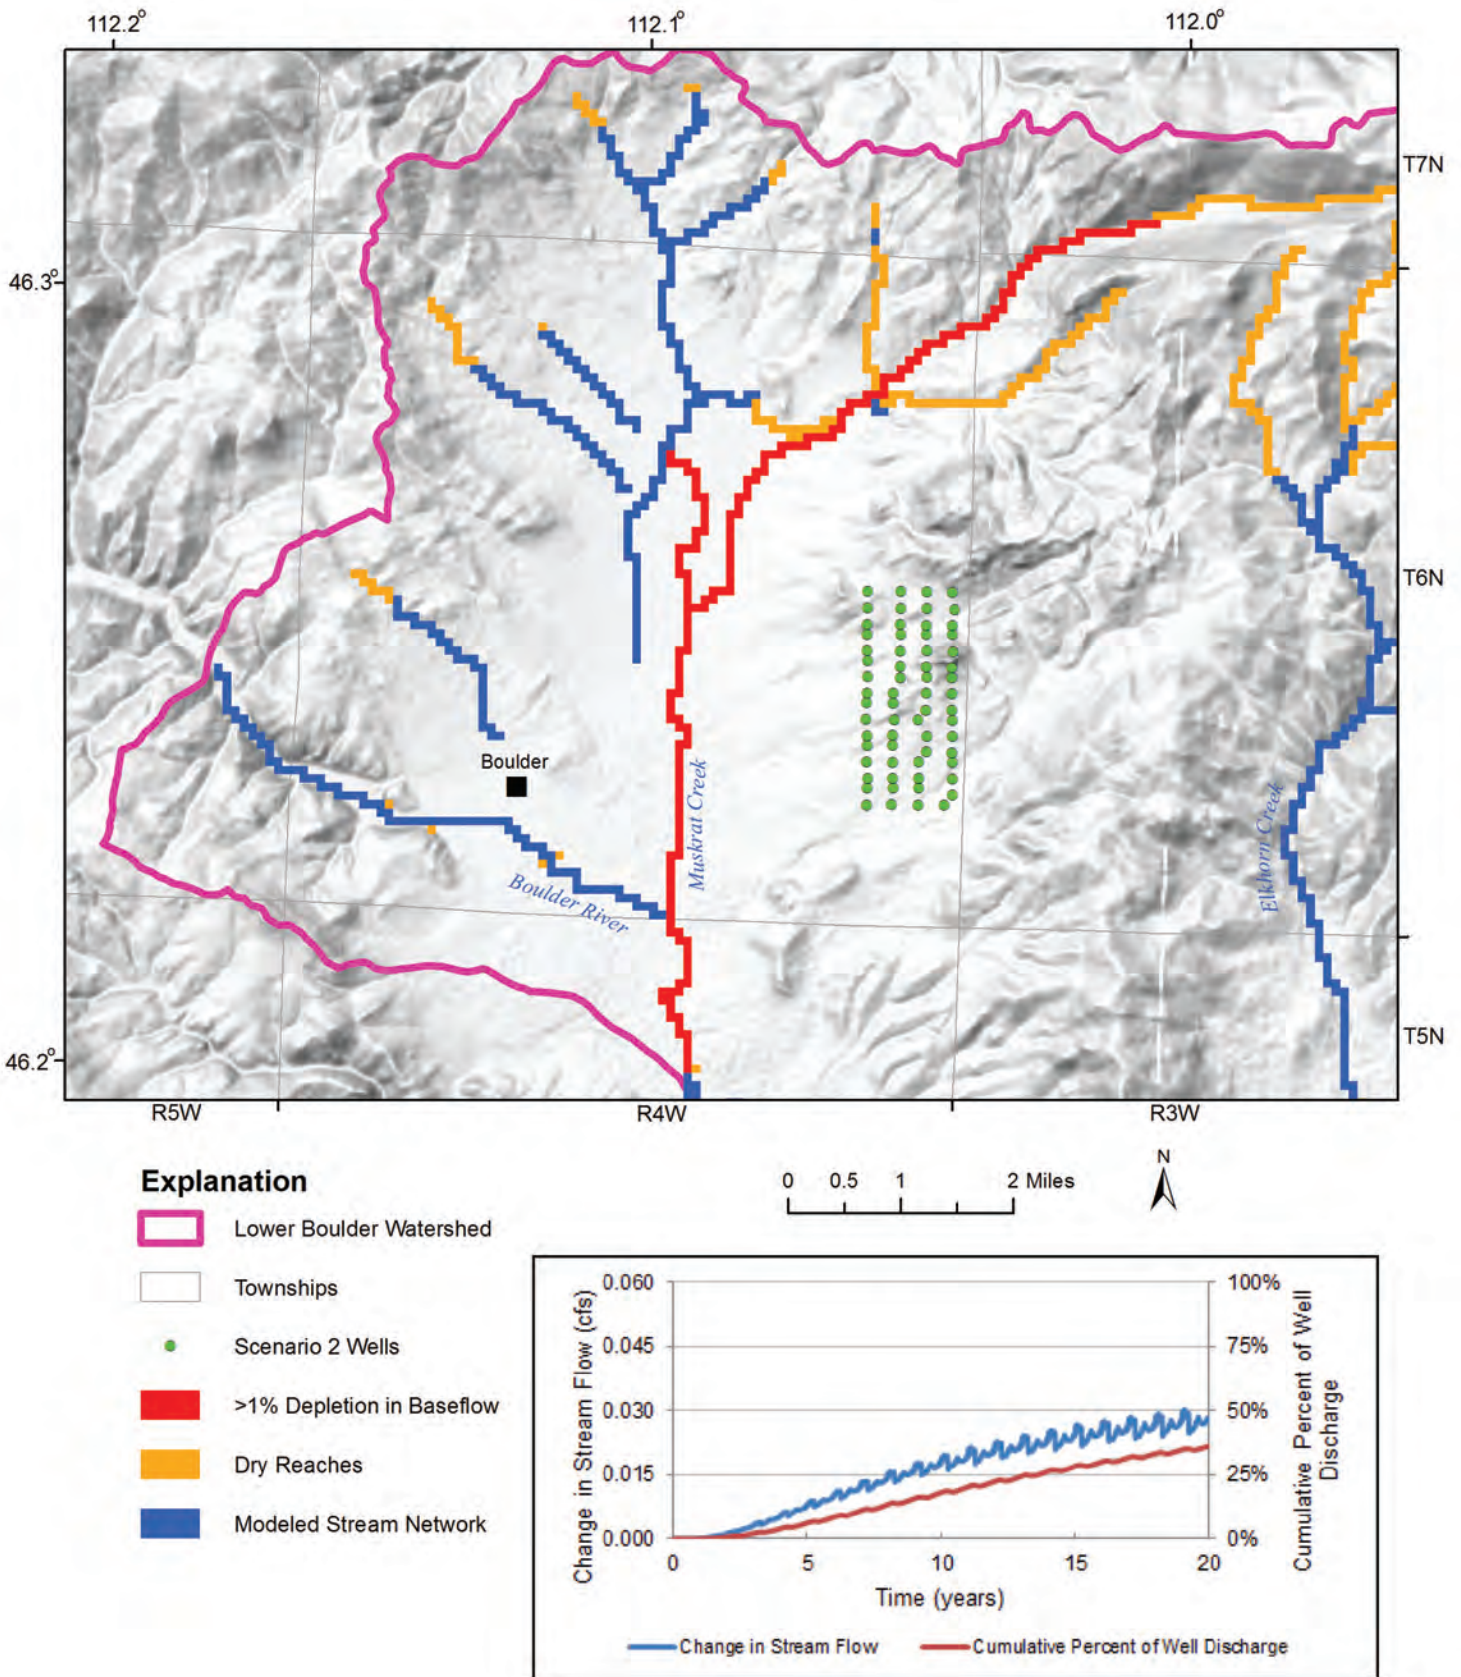 112.2°
112.1°
112.0°
T7N
46.3°
T6N
Boulder
Muskrat Creek
Elkhorn Creek
Boulder River
46.2°
T5N
R5W
R4W
R3W
Explanation
Lower Boulder Watershed
Townships
Scenario 2 Wells
>1% Depletion in Baseflow
Dry Reaches
Modeled Stream Network
0 0.5 1 2 Miles
N
Change in Stream Flow (cfs)
0.060
0.045
0.030
0.015
0.000
100%
75%
50%
25%
0%
Cumulative Percent of Well
Discharge
0 5 10 15 20
Time (years)
Change in Stream Flow
Cumulative Percent of Well Discharge